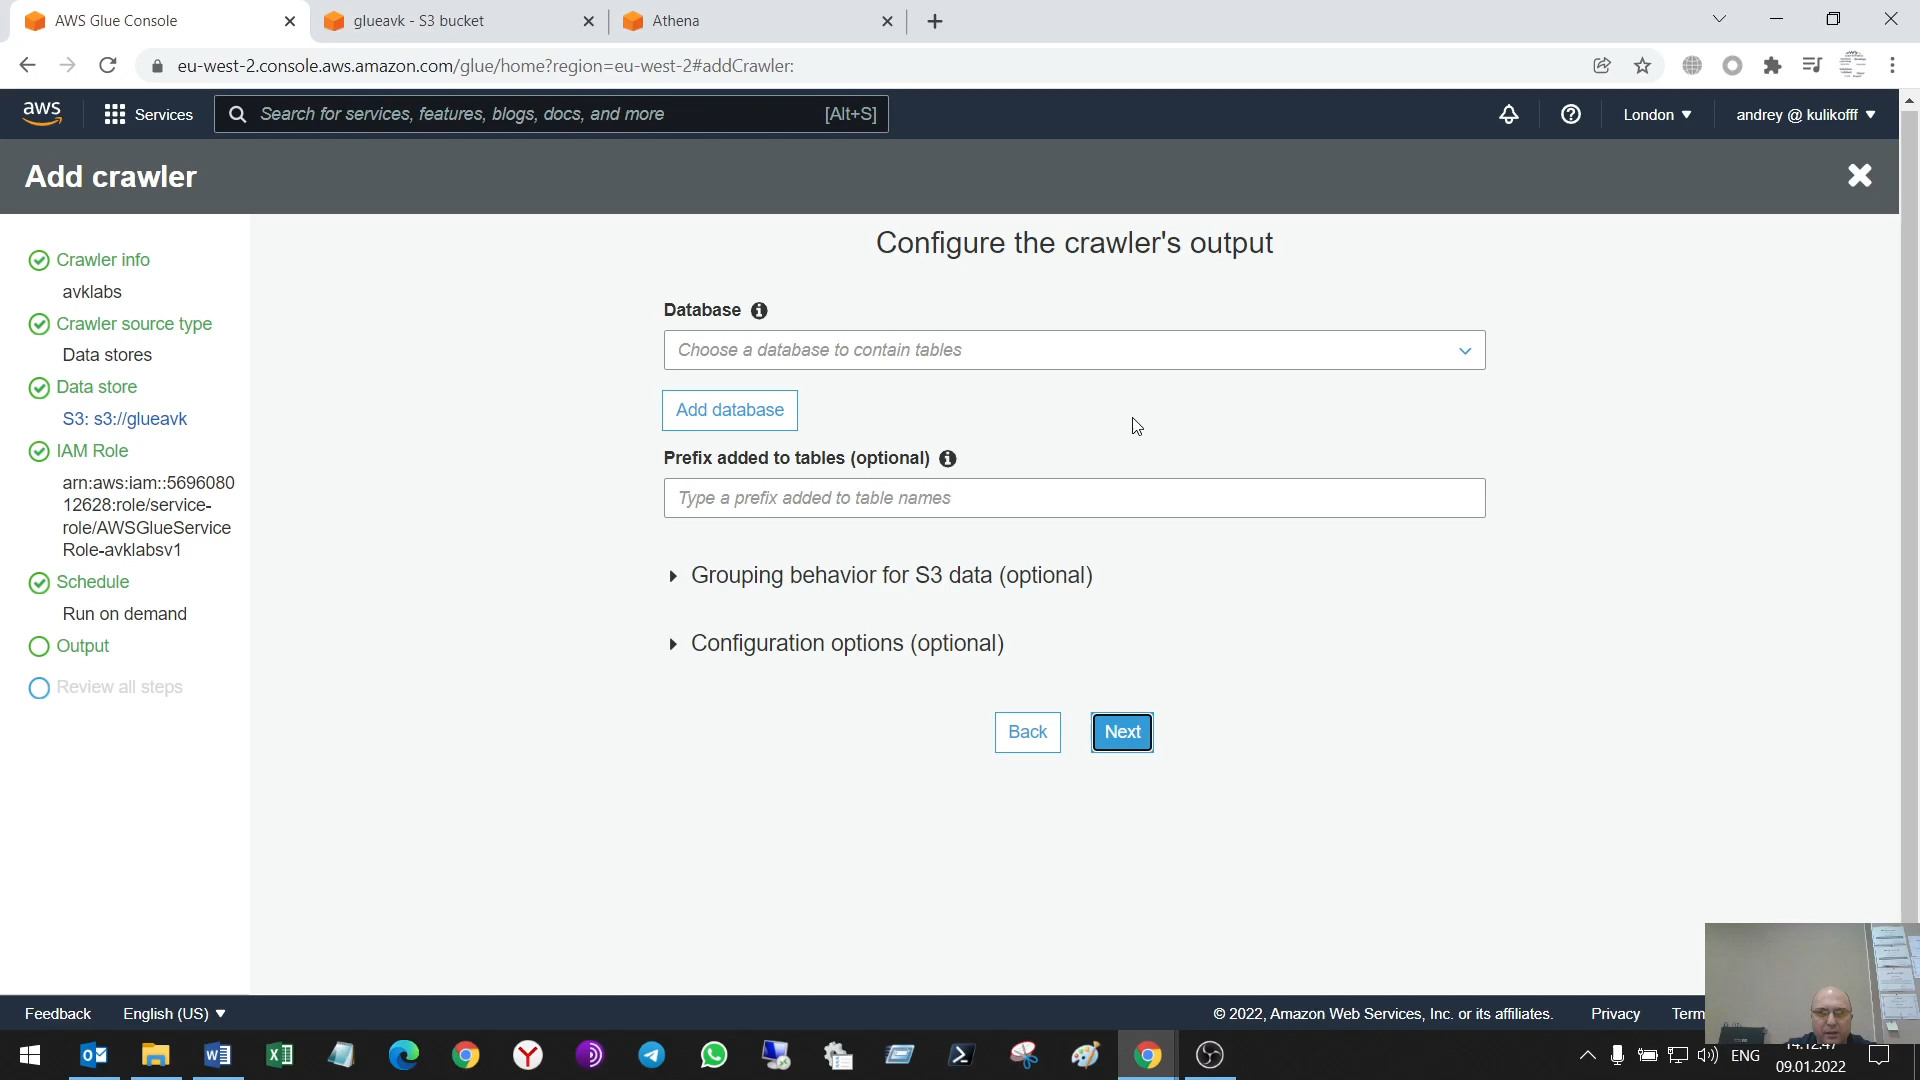 AWS Glue Console
glueavk - S3 bucket
Athena
eu-west-2.console.aws.amazon.com/glue/home?region=eu-west-2#addCrawler:
aws
Services
Search for services, features, blogs, docs, and more
[Alt+S]
London
andrey @ kulikofff
Add crawler
Crawler info
avklabs
Crawler source type
Data stores
Data store
S3: s3://glueavk
IAM Role
arn:aws:iam::5696080
12628:role/service-
role/AWSGlueService
Role-avklabsv1
Schedule
Run on demand
Output
Review all steps
Configure the crawler's output
Database
Choose a database to contain tables
Add database
Prefix added to tables (optional)
Type a prefix added to table names
Grouping behavior for S3 data (optional)
Configuration options (optional)
Back
Next
Feedback
English (US)
© 2022, Amazon Web Services, Inc. or its affiliates.
Privacy
Term
ENG
09.01.2022